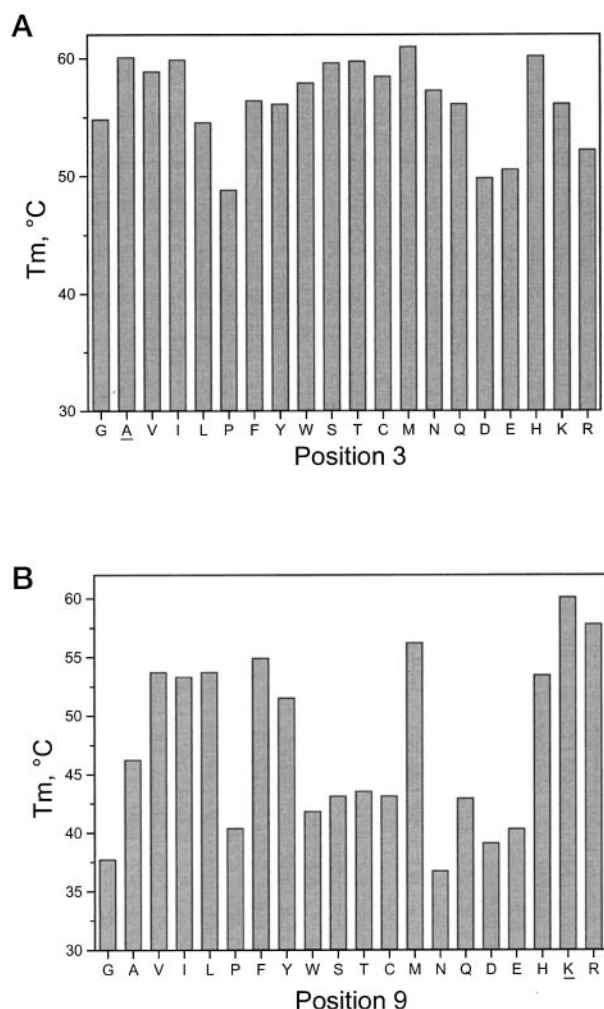 A
60
50
40
30
Tm, °C
G A V I L P F Y W S T C M N Q D E H K R
Position 3
B
60
55
50
45
40
35
30
Tm, °C
G A V I L P F Y W S T C M N Q D E H K R
Position 9